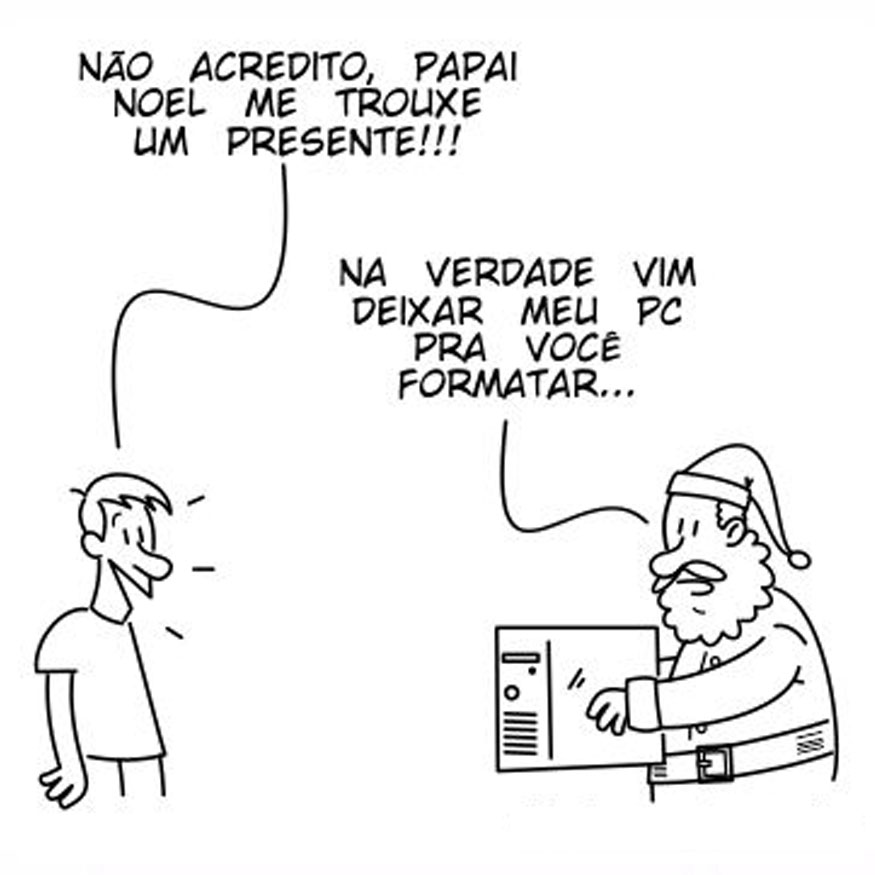 NÃO ACREDITO, PAPAI
NOEL ME TROUXE
UM PRESENTE!!!
NA VERDADE VIM
DEIXAR MEU PC
PRA VOCÊ
FORMATAR...